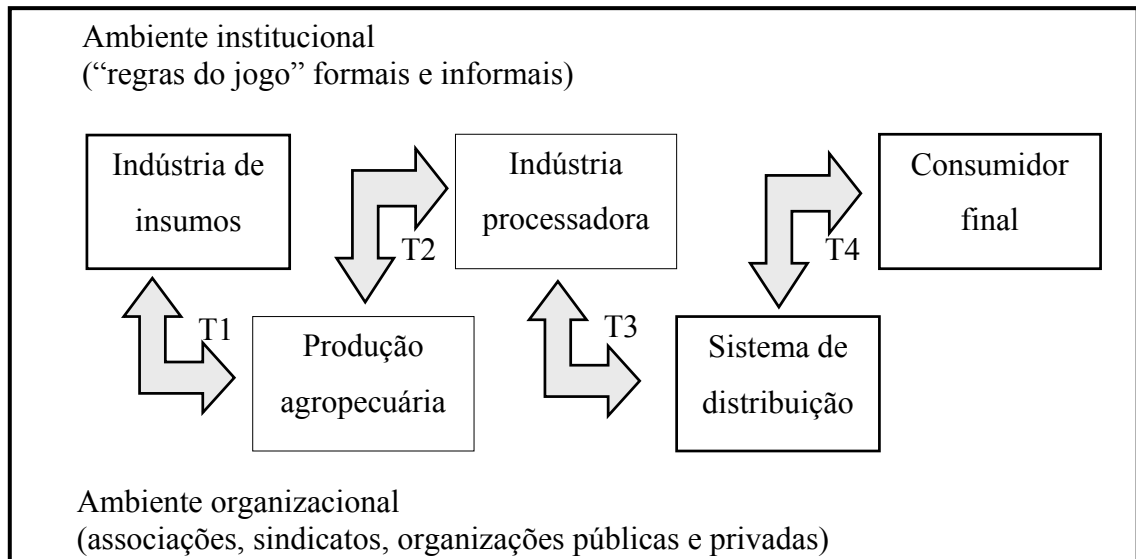 Ambiente institucional
(“regras do jogo” formais e informais)
Indústria de
insumos
T1
Produção
agropecuária
T2
Indústria
processadora
T3
Sistema de
distribuição
T4
Consumidor
final
Ambiente organizacional
(associações, sindicatos, organizações públicas e privadas)